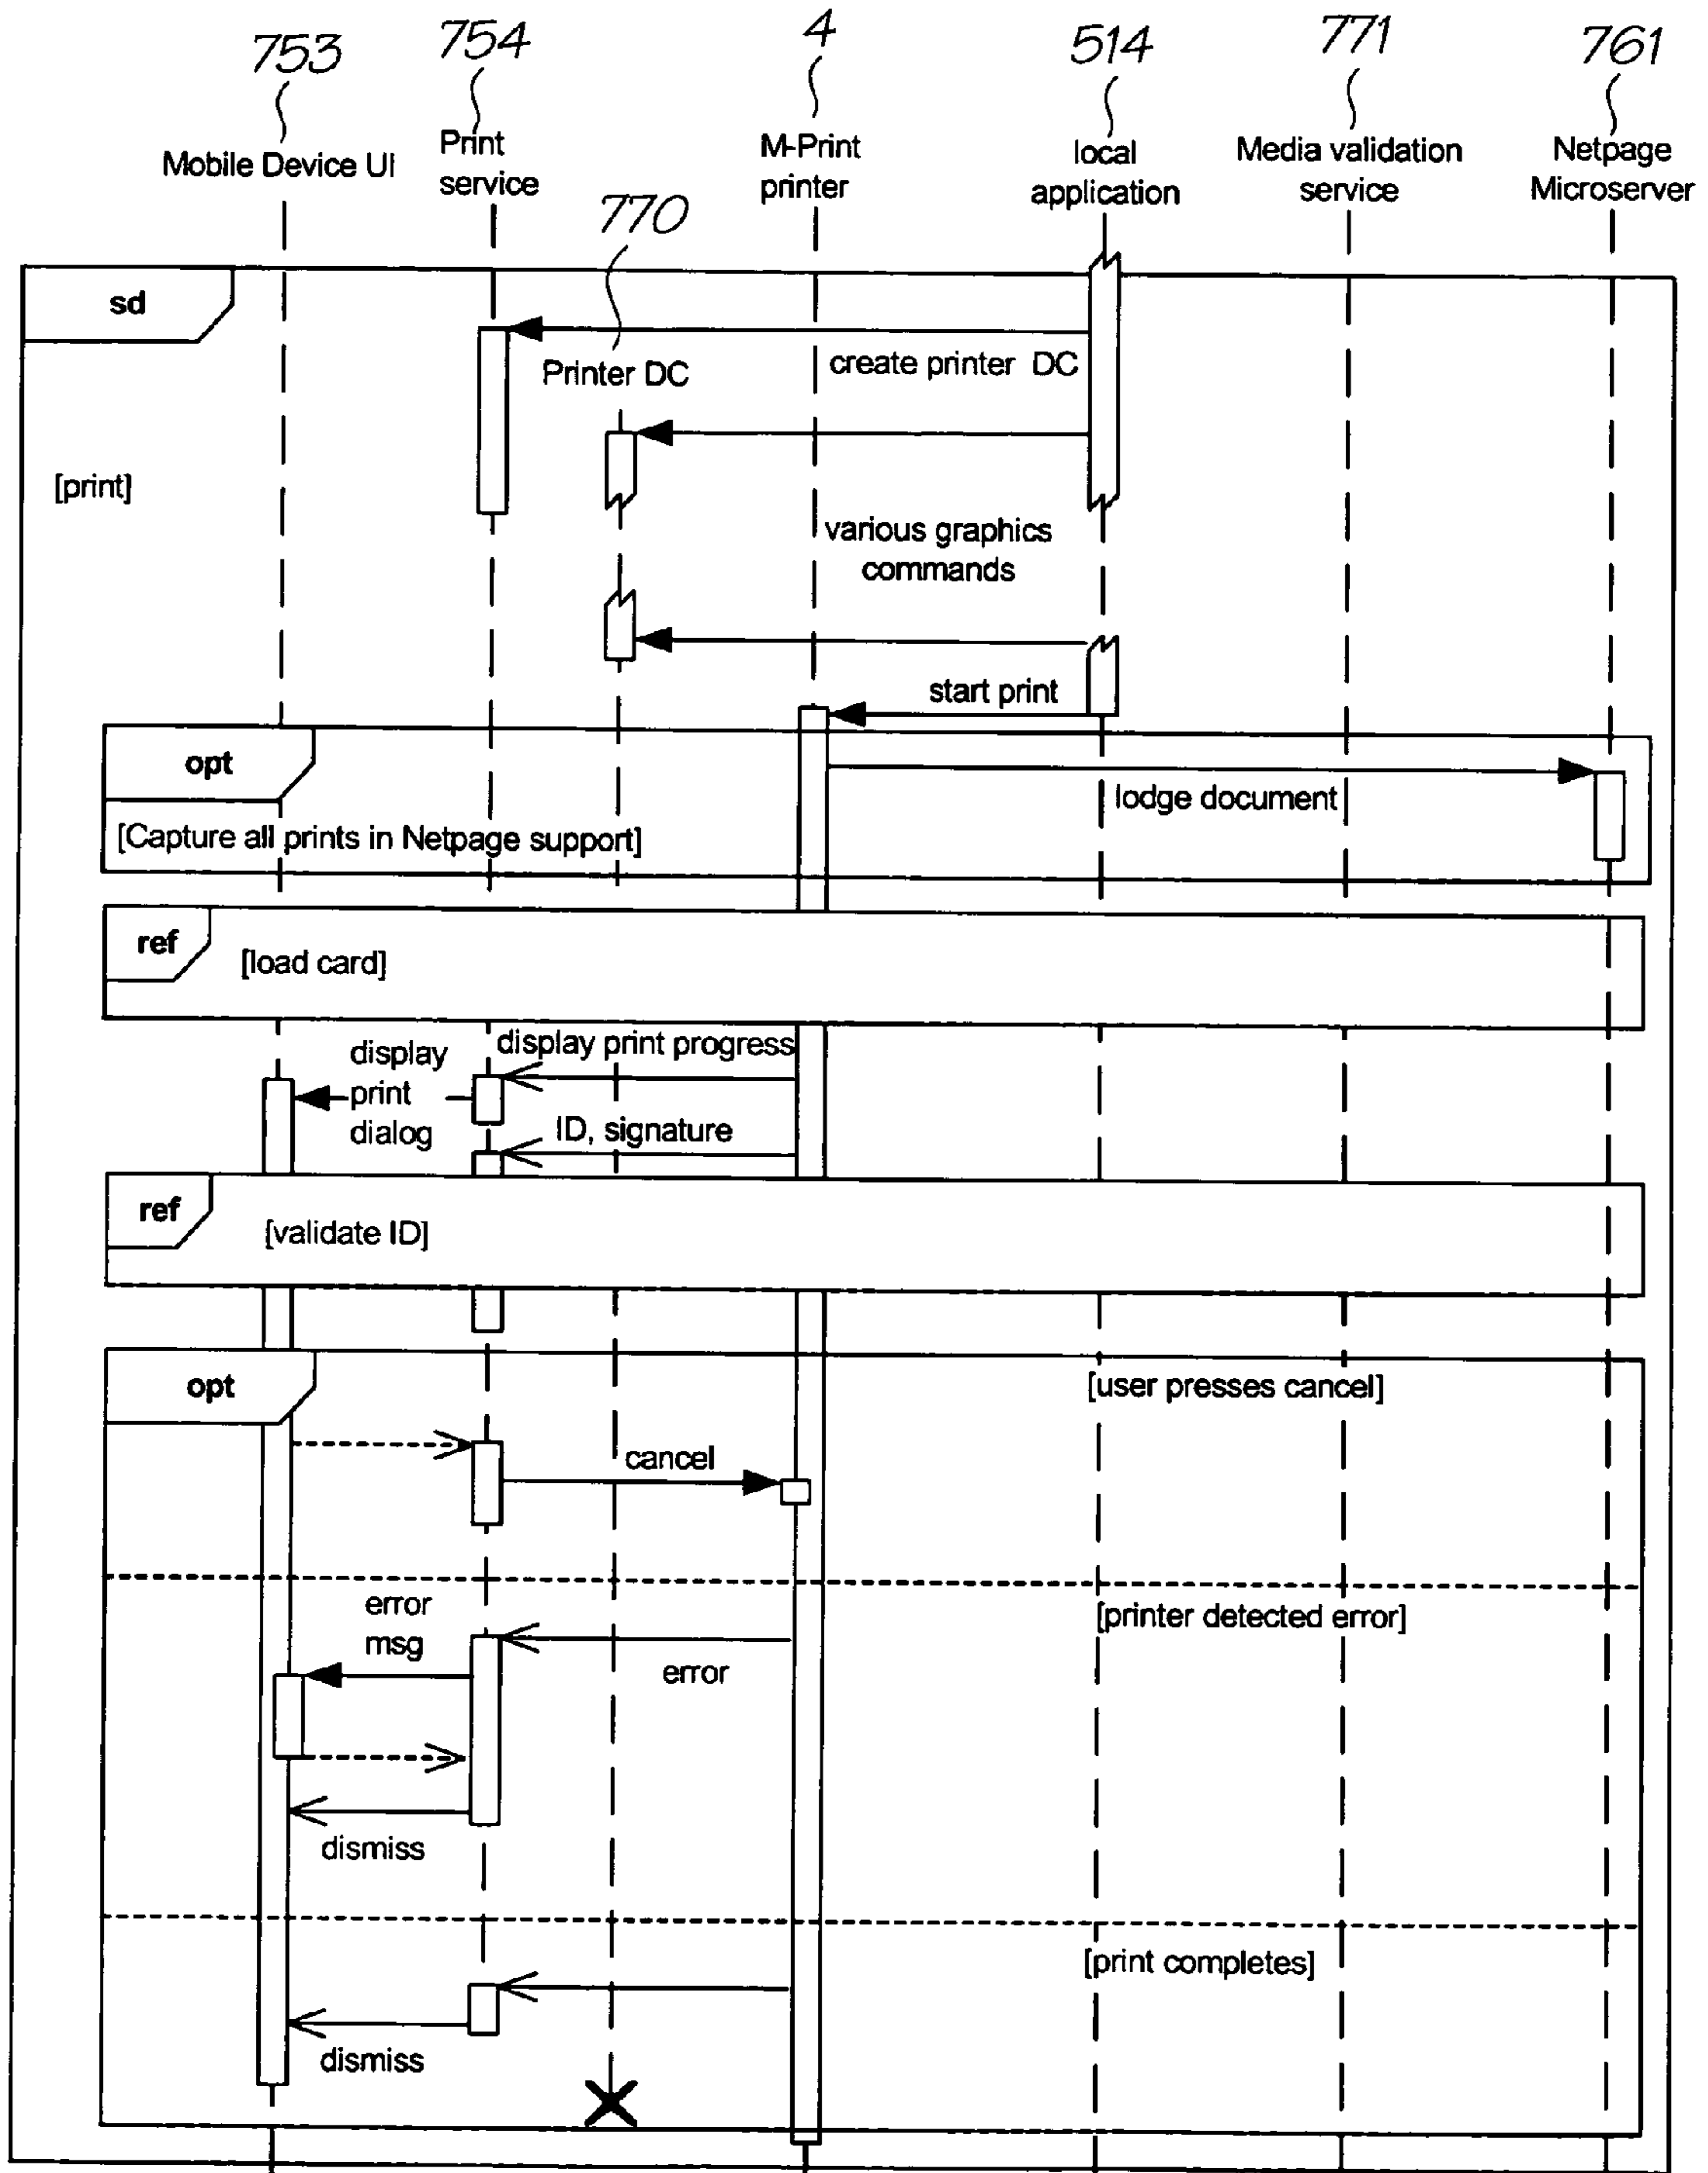 753
754
4
514
771
761
Mobile Device UI
Print
service
M-Print
printer
local
application
Media validation
service
Netpage
Microserver
770
sd
create printer DC
Printer DC
[print]
various graphics
commands
start print
opt
lodge document
[Capture all prints in Netpage support]
ref
[load card]
display print progress
display
print
dialog
ID, signature
ref
[validate ID]
opt
[user presses cancel]
cancel
error
msg
[printer detected error]
error
dismiss
[print completes]
dismiss